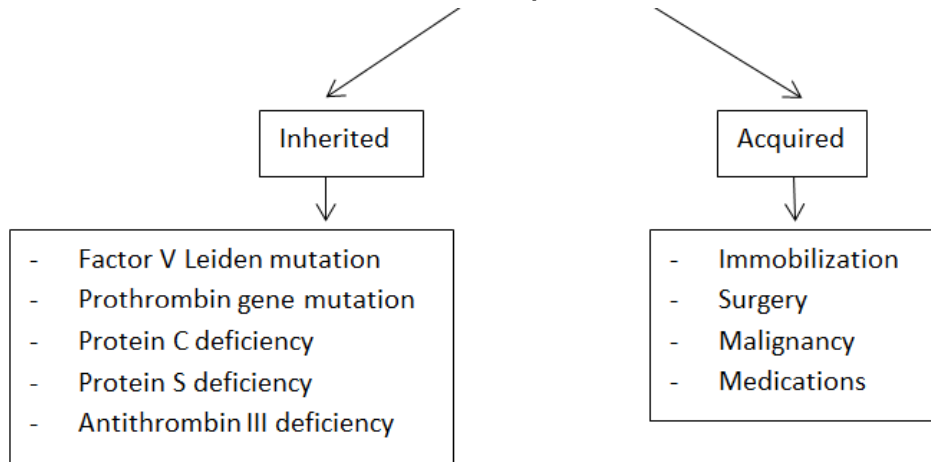 Inherited
Acquired
- Factor V Leiden mutation
- Prothrombin gene mutation
- Protein C deficiency
- Protein S deficiency
- Antithrombin III deficiency
- Immobilization
- Surgery
- Malignancy
- Medications